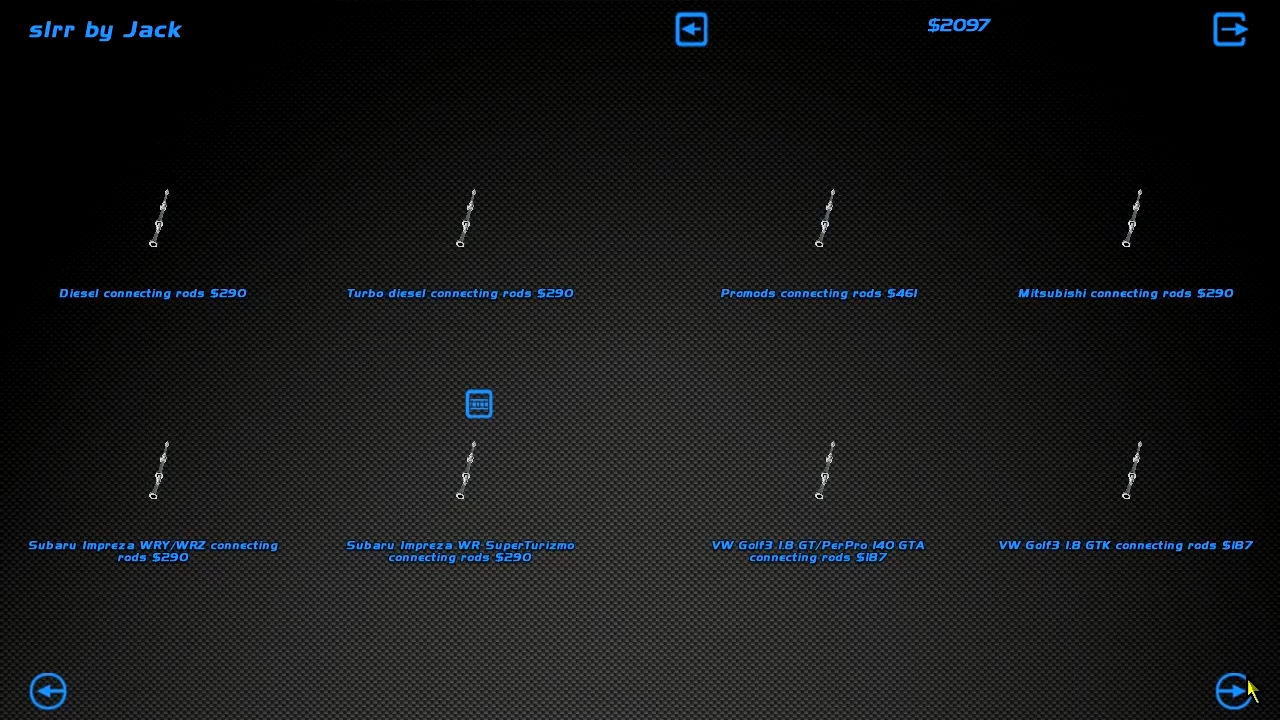 slrr by Jack
$2097
Diesel connecting rods $290
Turbo diesel connecting rods $290
Promods connecting rods $461
Mitsubishi connecting rods $290
Subaru Impreza WRY/WRZ connecting
rods $290
Subaru Impreza WR SuperTurizmo
connecting rods $290
VW Golf3 1.8 GT/PerPro 140 GTA
connecting rods $187
VW Golf3 1.8 GTK connecting rods $187